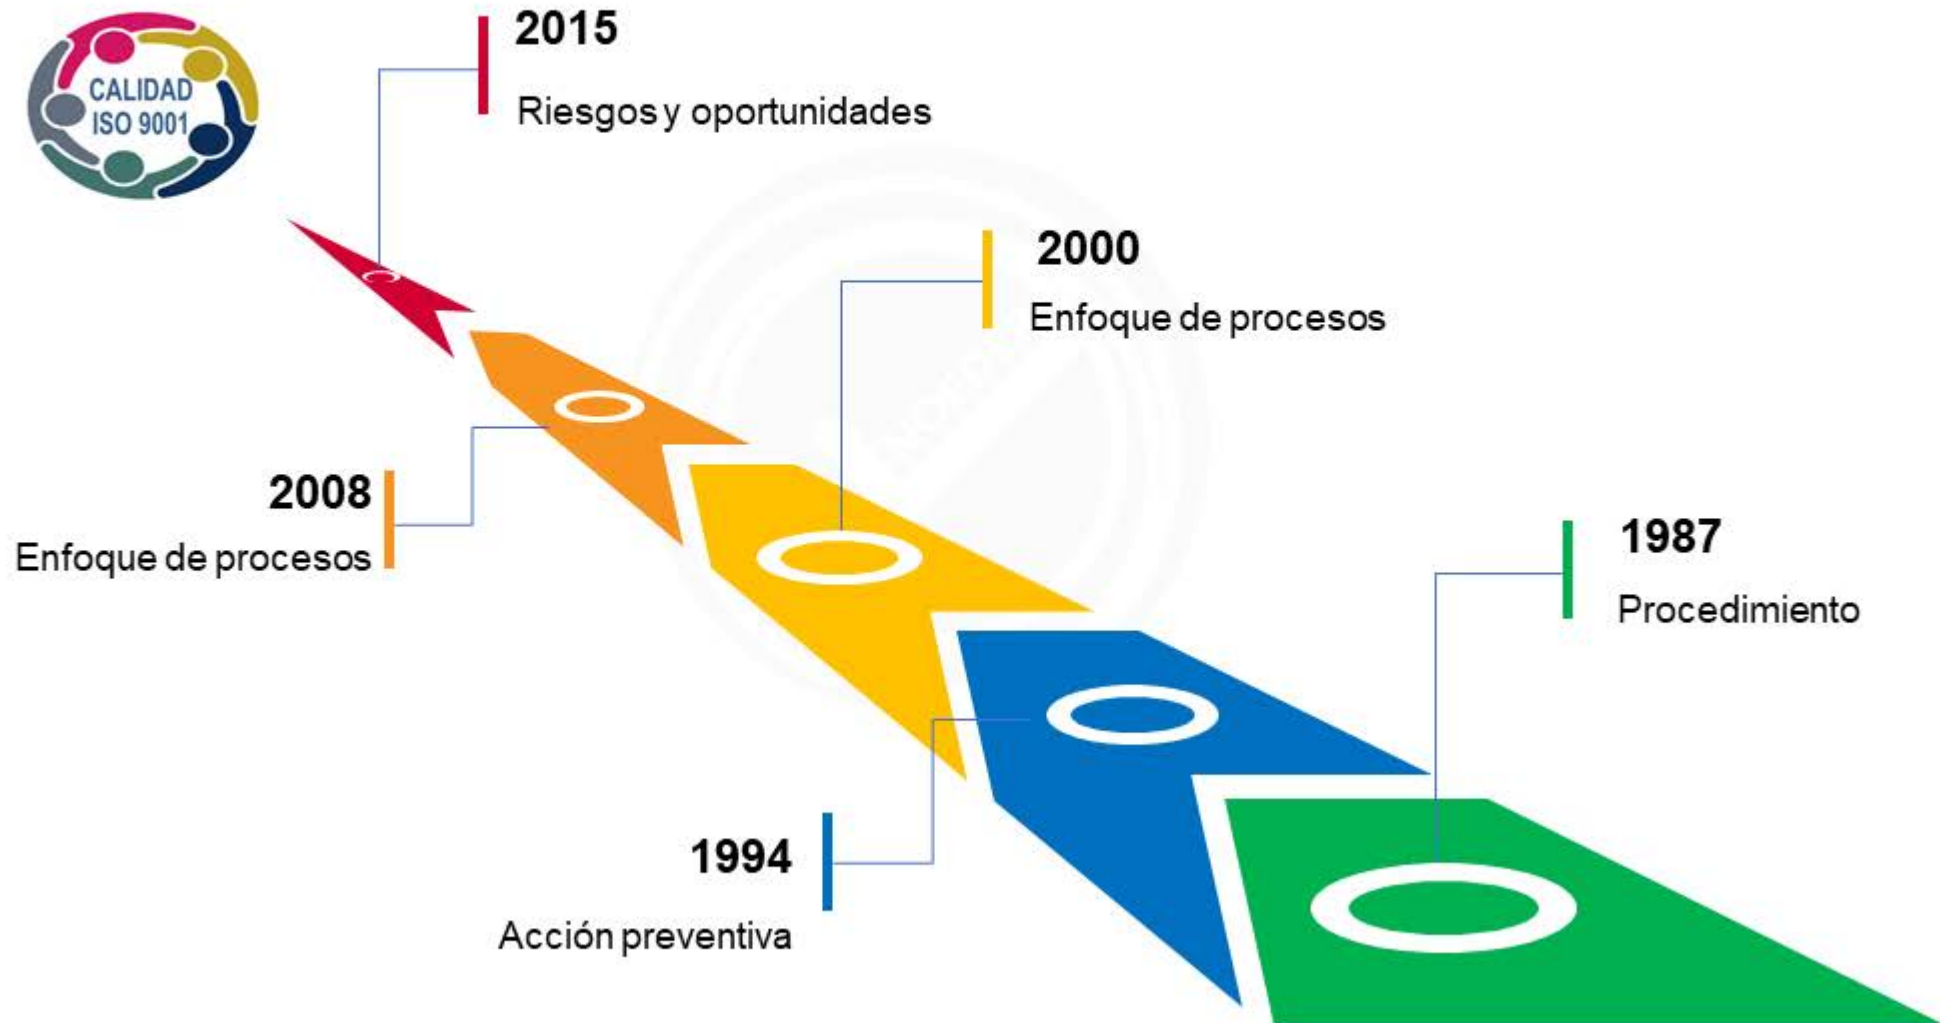 CALIDAD
ISO 9001
2015
Riesgos y oportunidades
2000
Enfoque de procesos
2008
Enfoque de procesos
1987
Procedimiento
1994
Acción preventiva